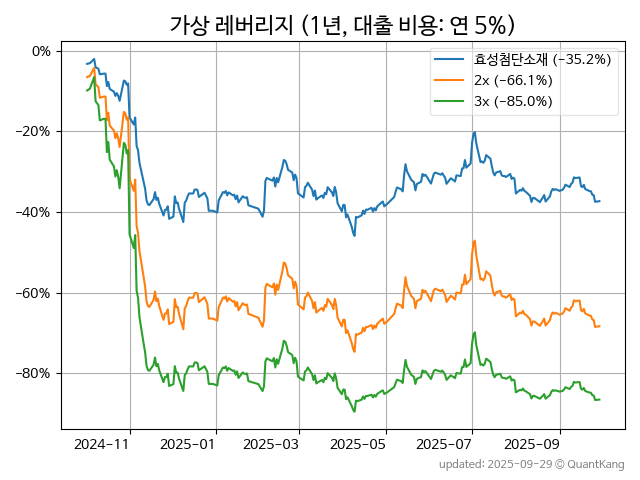 가상 레버리지 (1년, 대출 비용: 연 5%)
효성첨단소재 (−35.2%)
2x (−66.1%)
3x (−85.0%)
0%
−20%
−40%
−60%
−80%
2024-11 2025-01 2025-03 2025-05 2025-07 2025-09
updated: 2025-09-29 © QuantKang